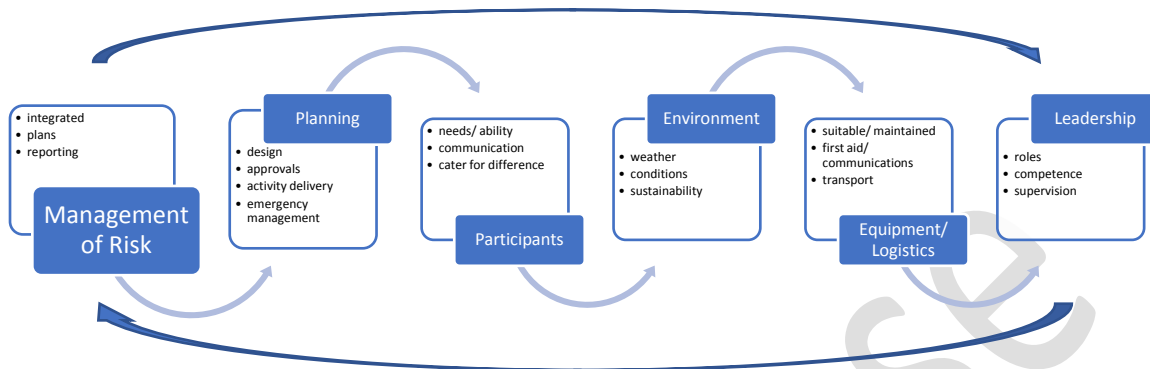 • integrated
• plans
• reporting
Management
of Risk
Planning
• design
• approvals
• activity delivery
• emergency
management
• needs/ ability
• communication
• cater for difference
Participants
Environment
• weather
• conditions
• sustainability
• suitable/ maintained
• first aid/
communications
• transport
Equipment/
Logistics
Leadership
• roles
• competence
• supervision